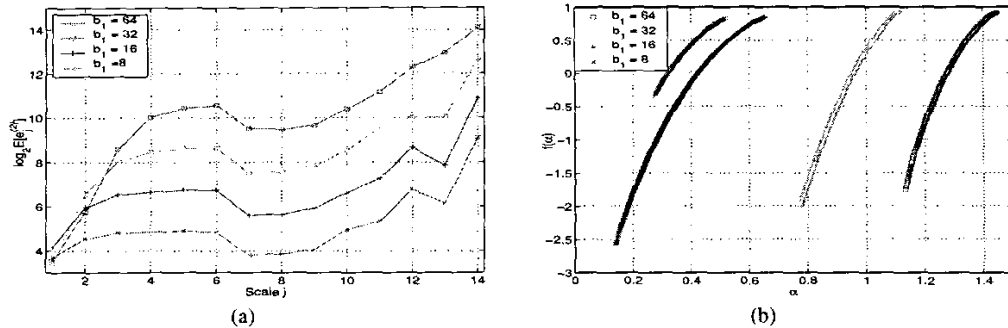 b₁ = 64
b₁ = 32
b₁ = 16
b₁ =8
14
12
10
8
6
4
2
4
6
8
10
12
14
Scale j
(a)
b₁ = 64
b₁ = 32
b₁ = 16
b₁ = 8
1
0.5
0
−0.5
−1
−1.5
−2
−2.5
−3
f(α)
0
0.2
0.4
0.6
0.8
1
1.2
1.4
α
(b)